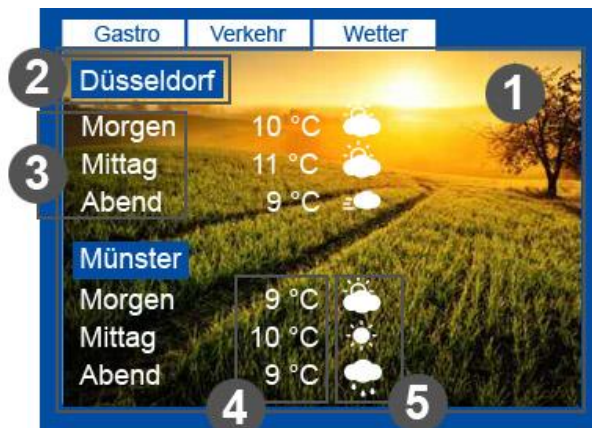 Gastro Verkehr Wetter
2 Düsseldorf 1
Morgen 10 °C
3 Mittag 11 °C
Abend 9 °C
Münster
Morgen 9 °C
Mittag 10 °C
Abend 9 °C
4 5